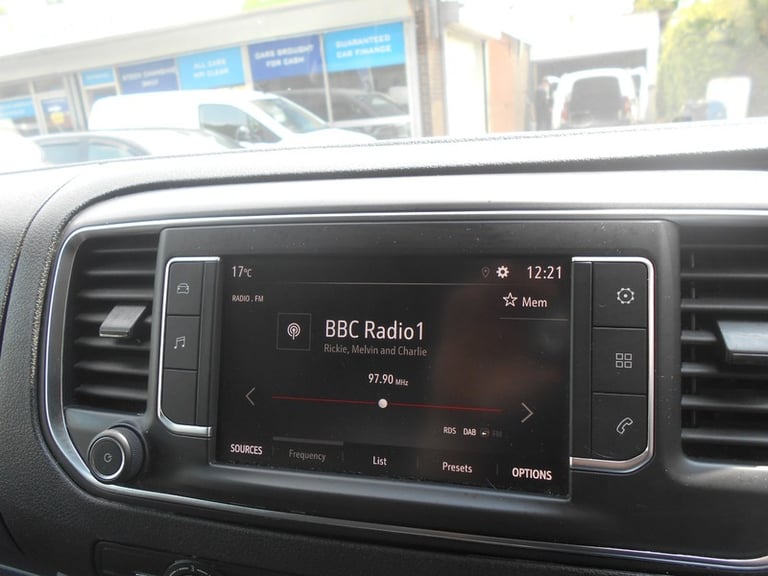 ALL CARS
HPI CLEAR
CARS BROUGHT
FOR CASH
GUARANTEED
CAR FINANCE
17°C
12:21
RADIO . FM
Mem
BBC Radio1
Rickie, Melvin and Charlie
97.90 MHz
RDS DAB FM
SOURCES Frequency List Presets OPTIONS